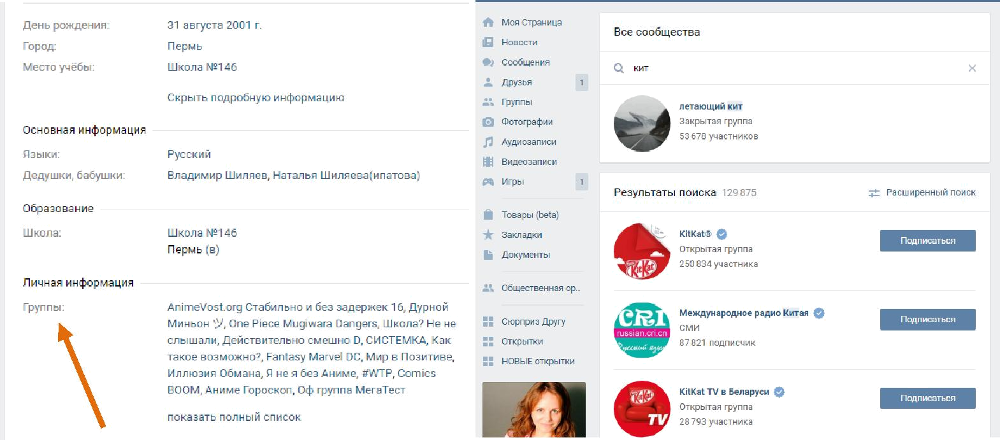 День рождения: 31 августа 2001 г.
Город: Пермь
Место учёбы: Школа №146
Скрыть подробную информацию
Основная информация
Языки: Русский
Дедушки, бабушки: Владимир Шиляев, Наталья Шиляева(ипатова)
Образование
Школа: Школа №146
Пермь (в)
Личная информация
Группы: AnimeVost.org Стабильно и без задержек 16, Дурной
Миньон ツ, One Piece Mugiwara Dangers, Школа? Не не
слышали, Действительно смешно D, СИСТЕМКА, Как
такое возможно?, Fantasy Marvel DC, Мир в Позитиве,
Иллюзия Обмана, Я не я без Аниме, #WTP, Comics
BOOM, Аниме Гороскоп, Оф группа МегаТест
показать полный список
Моя Страница
Новости
Сообщения
Друзья 1
Группы
Фотографии
Аудиозаписи
Видеозаписи
Игры 1
Товары (beta)
Закладки
Документы
Общественная ор..
Сюрприз Другу
Открытки
НОВЫЕ открытки
Все сообщества
кит
летающий кит
Закрытая группа
53 678 участников
Результаты поиска 129 875
Расширенный поиск
KitKat
KitKat®
Открытая группа
250 834 участника
Подписаться
CRI
russian.cri.cn
Русский язык
Международное радио Китая
СМИ
87 821 подписчик
Подписаться
KitKat
TV
KitKat TV в Беларуси
Открытая группа
28 793 участника
Подписаться